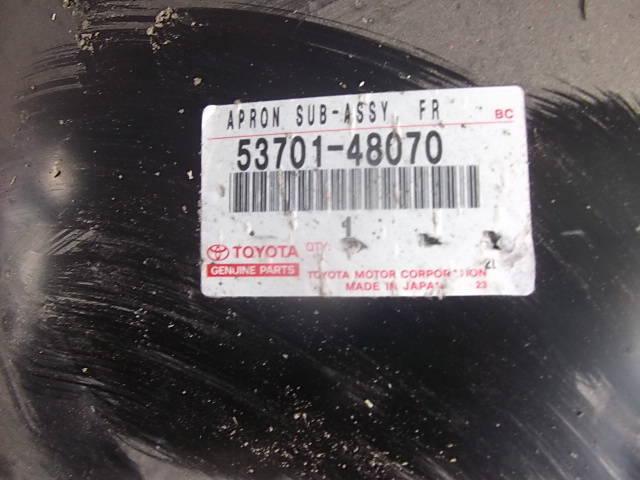 APRON SUB-ASSY, FR
BC
53701-48070
1
TOYOTA QTY:
GENUINE PARTS
TOYOTA MOTOR CORPORATION
MADE IN JAPAN
23